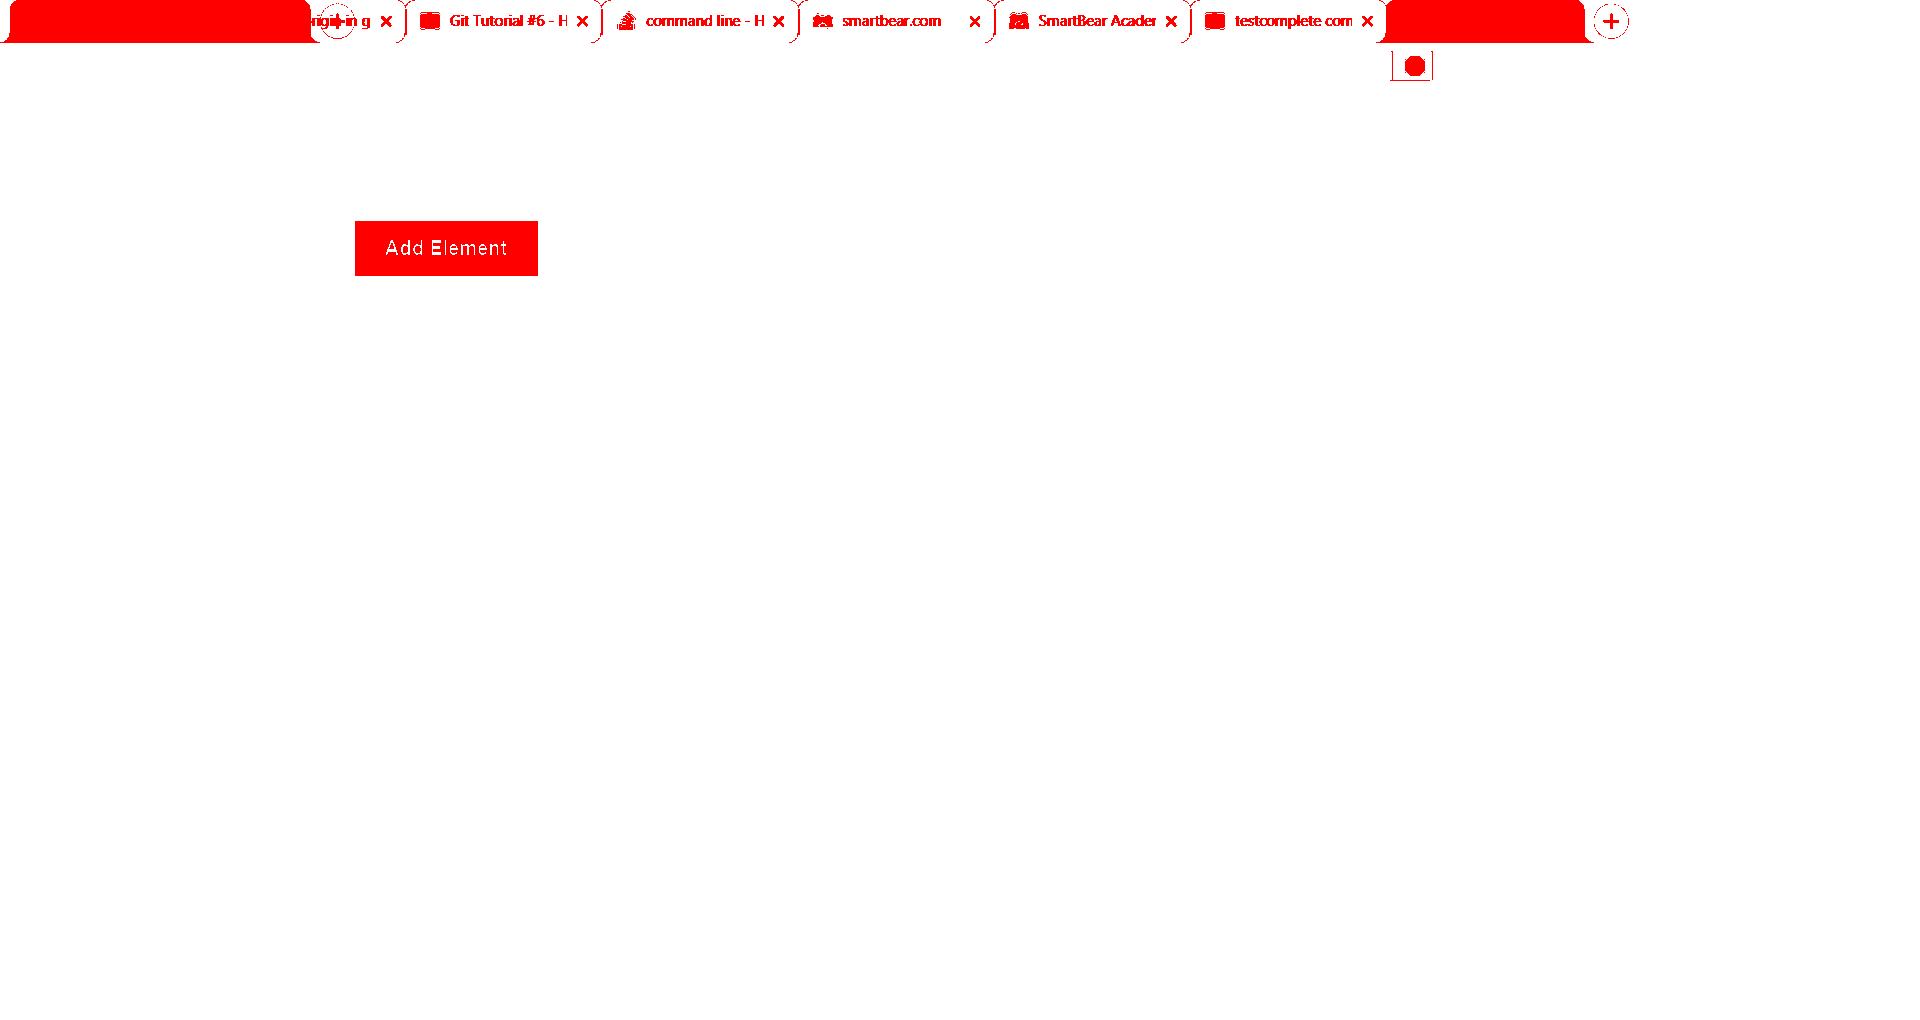 Git Tutorial #6 - H
command line - H
smartbear.com
SmartBear Acader
testcomplete com
Add Element